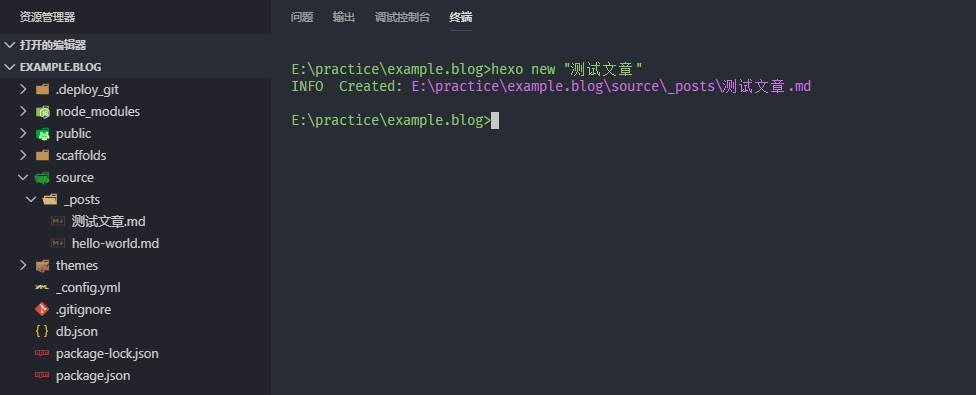 资源管理器
打开的编辑器
EXAMPLE.BLOG
.deploy_git
node_modules
public
scaffolds
source
_posts
测试文章.md
hello-world.md
themes
_config.yml
.gitignore
db.json
package-lock.json
package.json
问题 输出 调试控制台 终端
E:\practice\example.blog>hexo new "测试文章"
INFO  Created: E:\practice\example.blog\source\_posts\测试文章.md
E:\practice\example.blog>